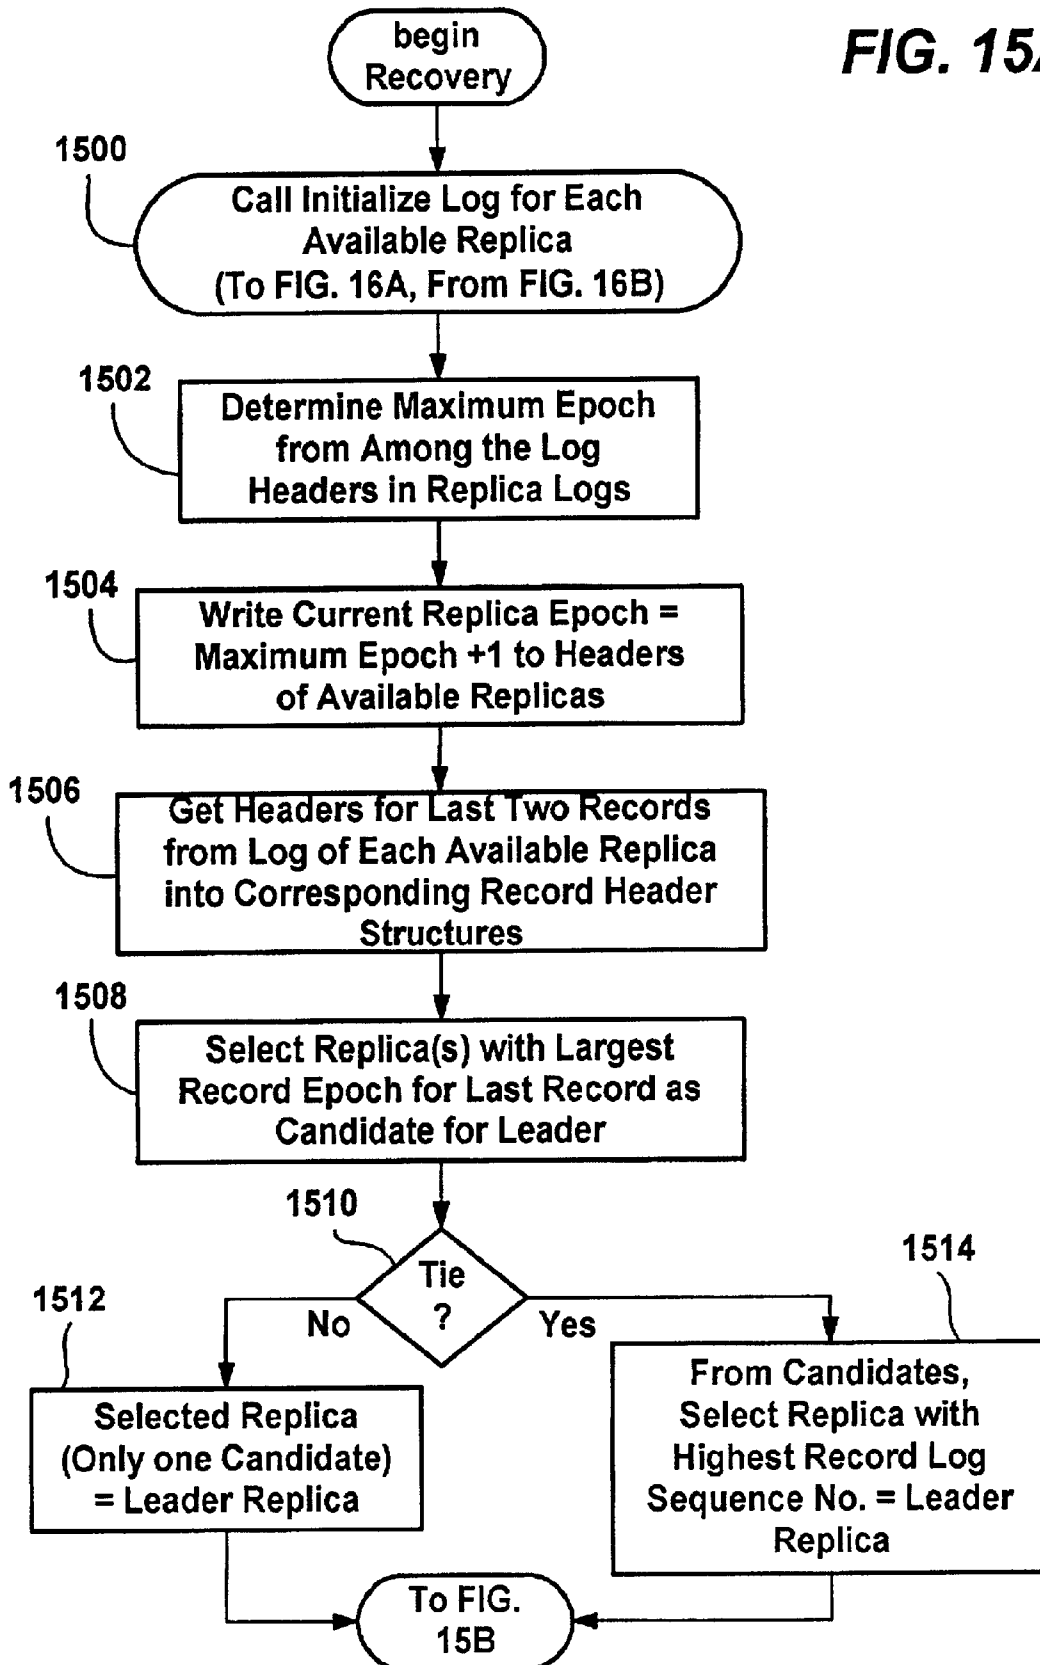 begin
Recovery
FIG. 15A
1500
Call Initialize Log for Each
Available Replica
(To FIG. 16A, From FIG. 16B)
1502
Determine Maximum Epoch
from Among the Log
Headers in Replica Logs
1504
Write Current Replica Epoch =
Maximum Epoch +1 to Headers
of Available Replicas
1506
Get Headers for Last Two Records
from Log of Each Available Replica
into Corresponding Record Header
Structures
1508
Select Replica(s) with Largest
Record Epoch for Last Record as
Candidate for Leader
1510
Tie
?
No
Yes
1512
Selected Replica
(Only one Candidate)
= Leader Replica
1514
From Candidates,
Select Replica with
Highest Record Log
Sequence No. = Leader
Replica
To FIG.
15B